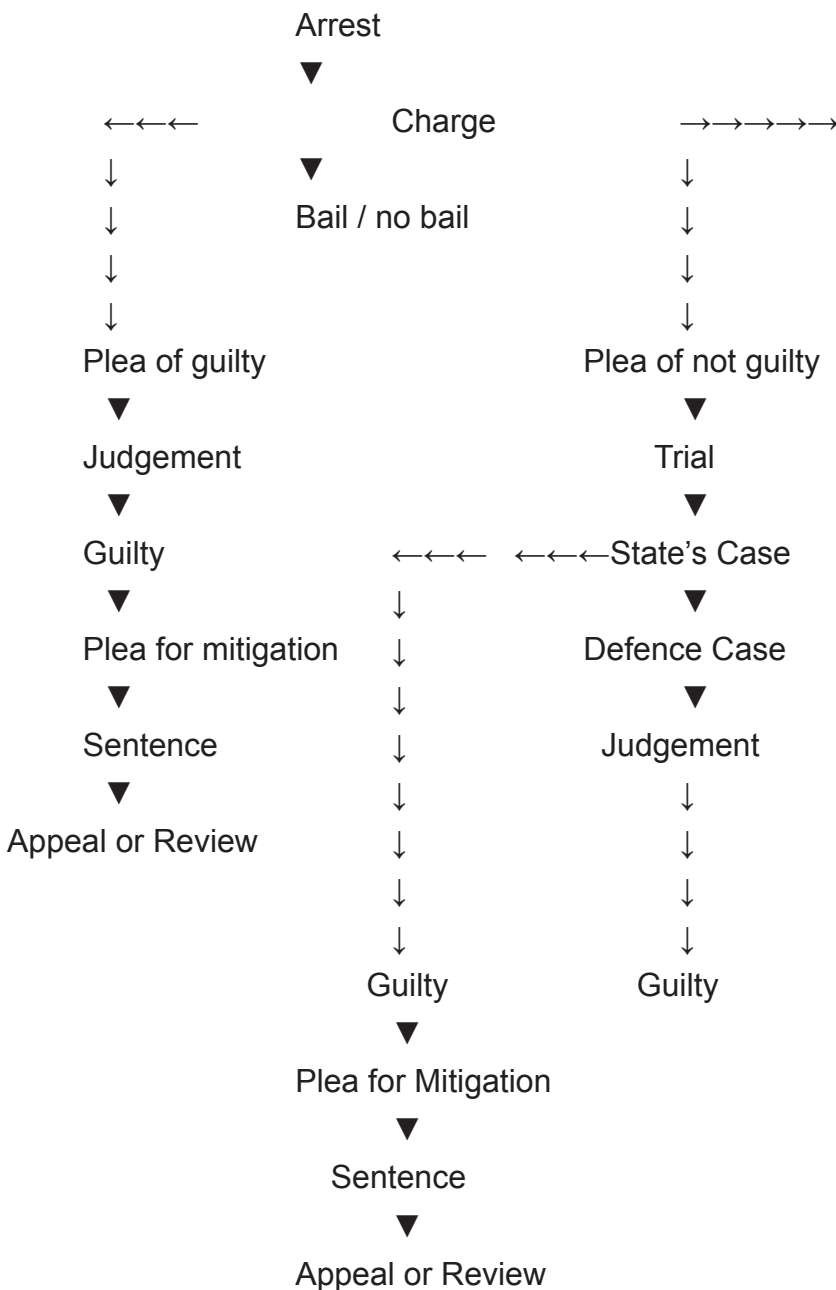 Arrest
▼
←←← Charge →→→→→
↓ ▼ ↓
↓ Bail / no bail ↓
↓ ↓
↓ ↓
Plea of guilty Plea of not guilty
▼ ▼
Judgement Trial
▼ ▼
Guilty ←←← ←←←State’s Case
▼ ↓ ▼
Plea for mitigation ↓ Defence Case
▼ ↓ ▼
Sentence ↓ Judgement
▼ ↓ ↓
Appeal or Review ↓ ↓
↓ ↓
↓ ↓
Guilty Guilty
▼
Plea for Mitigation
▼
Sentence
▼
Appeal or Review